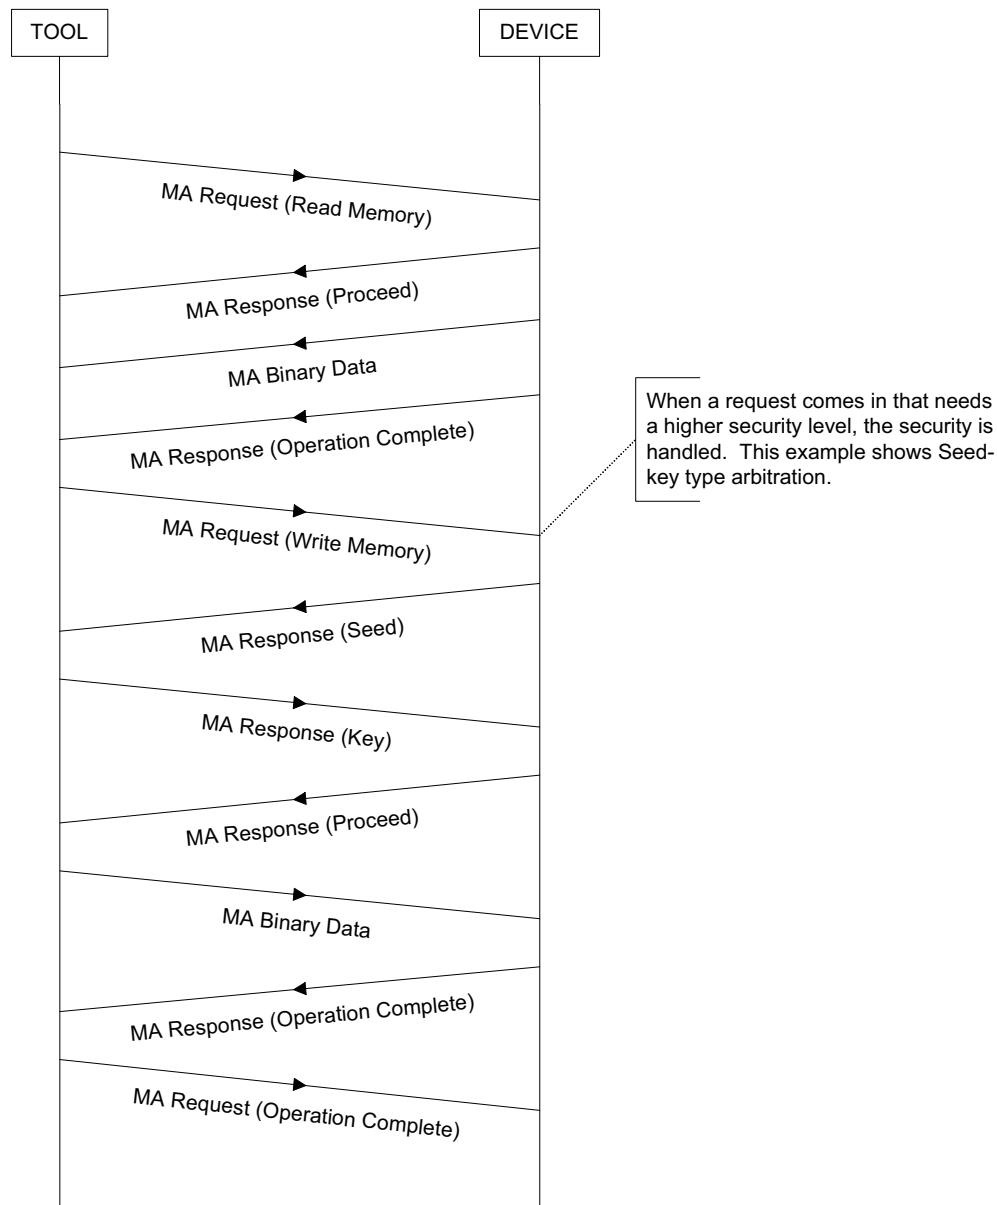 TOOL
DEVICE
MA Request (Read Memory)
MA Response (Proceed)
MA Binary Data
MA Response (Operation Complete)
When a request comes in that needs
a higher security level, the security is
handled.  This example shows Seed-
key type arbitration.
MA Request (Write Memory)
MA Response (Seed)
MA Response (Key)
MA Response (Proceed)
MA Binary Data
MA Response (Operation Complete)
MA Request (Operation Complete)